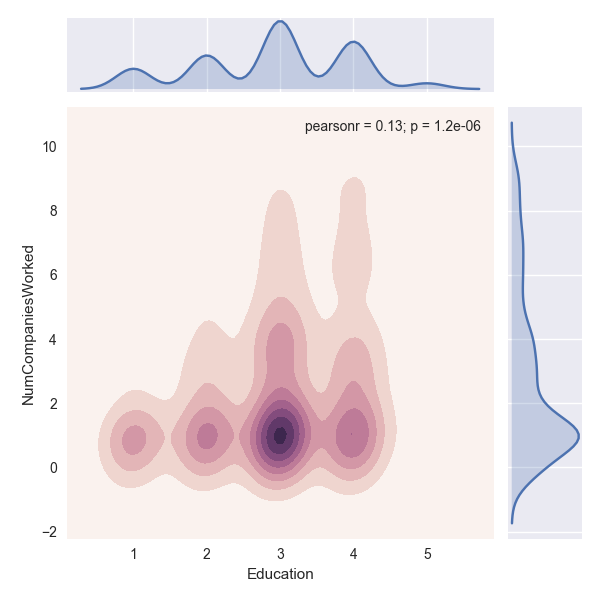 pearsonr = 0.13; p = 1.2e-06
10
8
6
4
2
0
−2
NumCompaniesWorked
1 2 3 4 5
Education